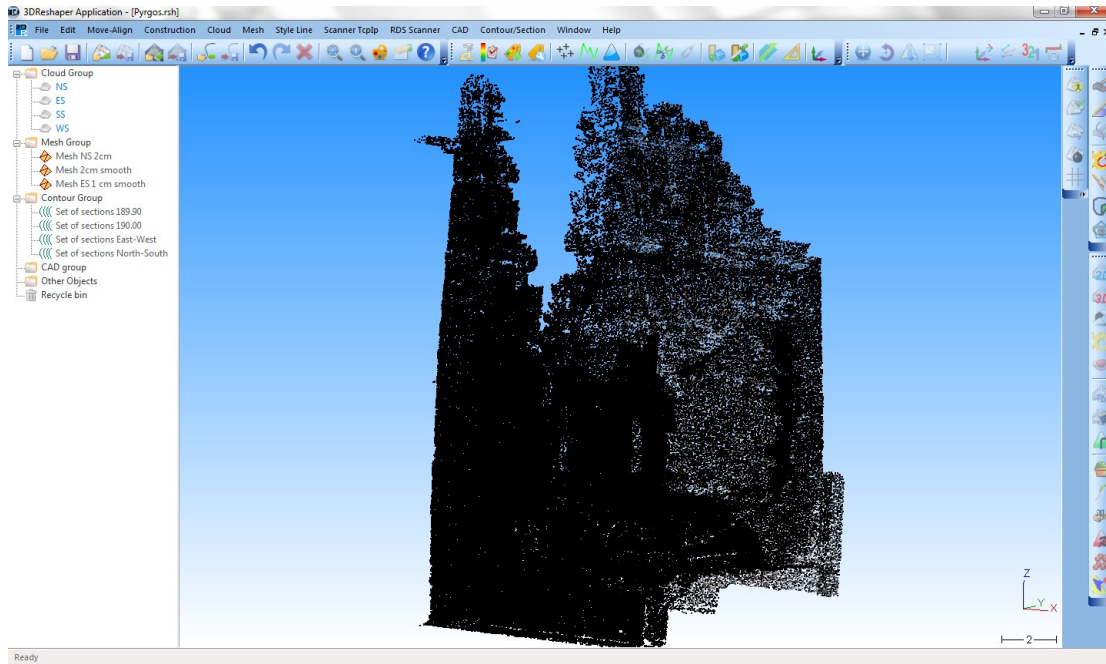 3DReshaper Application - [Pyrgos.rsh]
File Edit Move-Align Construction Cloud Mesh Style Line Scanner Tcplp RDS Scanner CAD Contour/Section Window Help
Cloud Group
NS
ES
SS
WS
Mesh Group
Mesh NS 2cm
Mesh 2cm smooth
Mesh ES 1 cm smooth
Contour Group
Set of sections 189.90
Set of sections 190.00
Set of sections East-West
Set of sections North-South
CAD group
Other Objects
Recycle bin
Z
Y
X
2
Ready